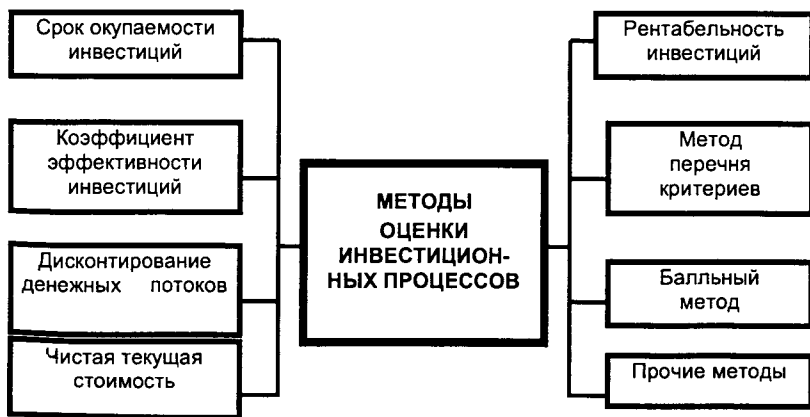 Срок окупаемости
инвестиций
Коэффициент
эффективности
инвестиций
Дисконтирование
денежных потоков
Чистая текущая
стоимость
МЕТОДЫ
ОЦЕНКИ
ИНВЕСТИЦИОН-
НЫХ ПРОЦЕССОВ
Рентабельность
инвестиций
Метод
перечня
критериев
Балльный
метод
Прочие методы